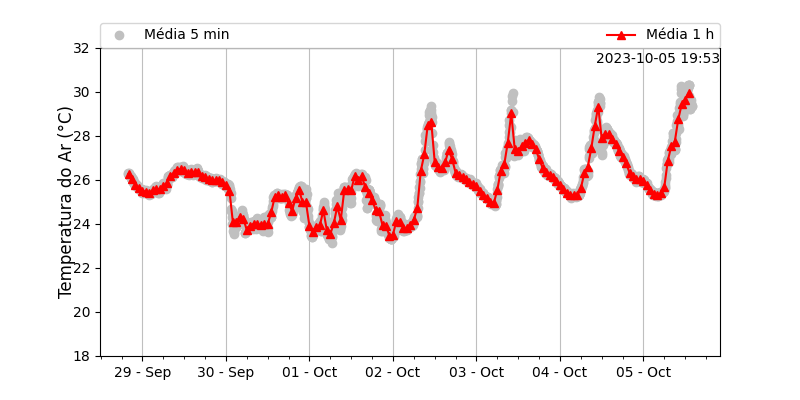 Média 5 min
Média 1 h
2023-10-05 19:53
Temperatura do Ar (°C)
32
30
28
26
24
22
20
18
29 - Sep
30 - Sep
01 - Oct
02 - Oct
03 - Oct
04 - Oct
05 - Oct